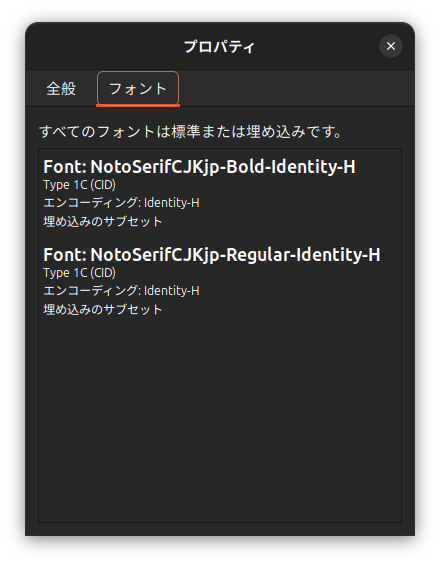 プロパティ
全般 フォント
すべてのフォントは標準または埋め込みです。
Font: NotoSerifCJKjp-Bold-Identity-H
Type 1C (CID)
エンコーディング: Identity-H
埋め込みのサブセット
Font: NotoSerifCJKjp-Regular-Identity-H
Type 1C (CID)
エンコーディング: Identity-H
埋め込みのサブセット